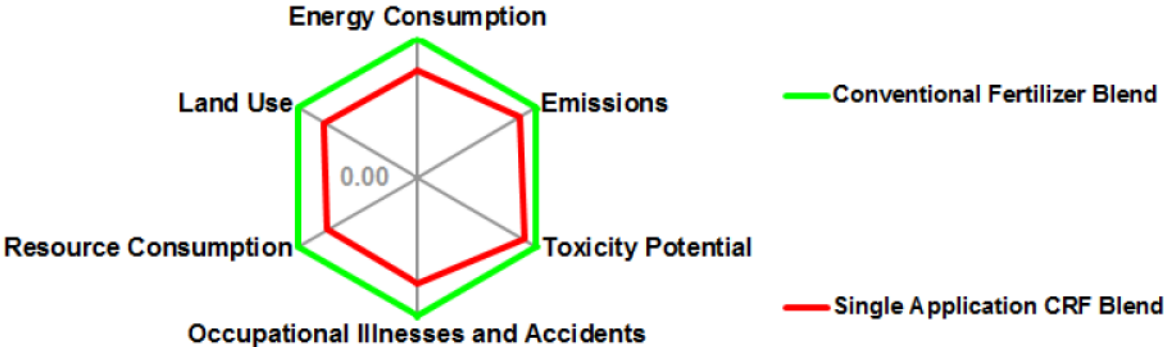 Energy Consumption
Land Use
Emissions
Conventional Fertilizer Blend
0.00
Resource Consumption
Toxicity Potential
Single Application CRF Blend
Occupational Illnesses and Accidents